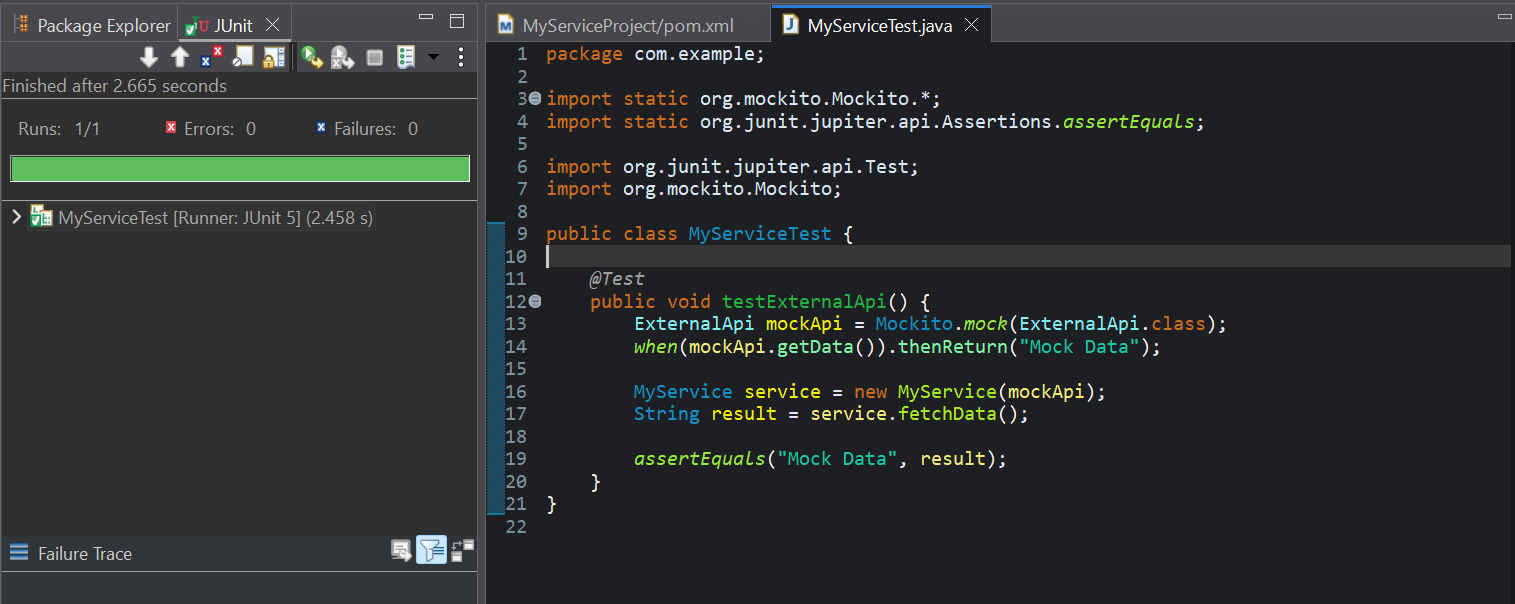 Package Explorer JUnit
Finished after 2.665 seconds
Runs: 1/1 Errors: 0 Failures: 0
MyServiceTest [Runner: JUnit 5] (2.458 s)
Failure Trace
MyServiceProject/pom.xml MyServiceTest.java
1 package com.example;
2
3 import static org.mockito.Mockito.*;
4 import static org.junit.jupiter.api.Assertions.assertEquals;
5
6 import org.junit.jupiter.api.Test;
7 import org.mockito.Mockito;
8
9 public class MyServiceTest {
10
11     @Test
12     public void testExternalApi() {
13         ExternalApi mockApi = Mockito.mock(ExternalApi.class);
14         when(mockApi.getData()).thenReturn("Mock Data");
15
16         MyService service = new MyService(mockApi);
17         String result = service.fetchData();
18
19         assertEquals("Mock Data", result);
20     }
21 }
22